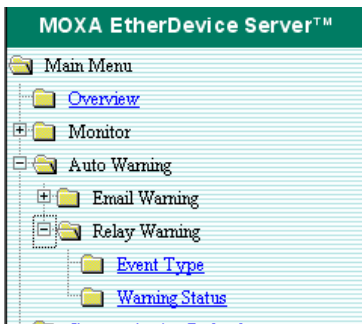 MOXA EtherDevice Server™
Main Menu
Overview
Monitor
Auto Warning
Email Warning
Relay Warning
Event Type
Warning Status